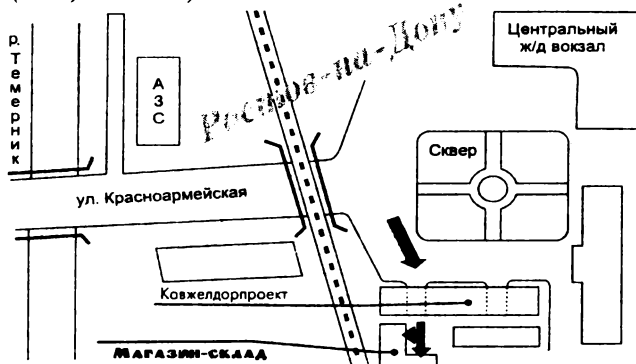 Центральный
ж/д вокзал
р. Темерник
АЗС
Ростов-на-Дону
Сквер
ул. Красноармейская
Ковжелдорпроект
МАГАЗИН-СКЛАД